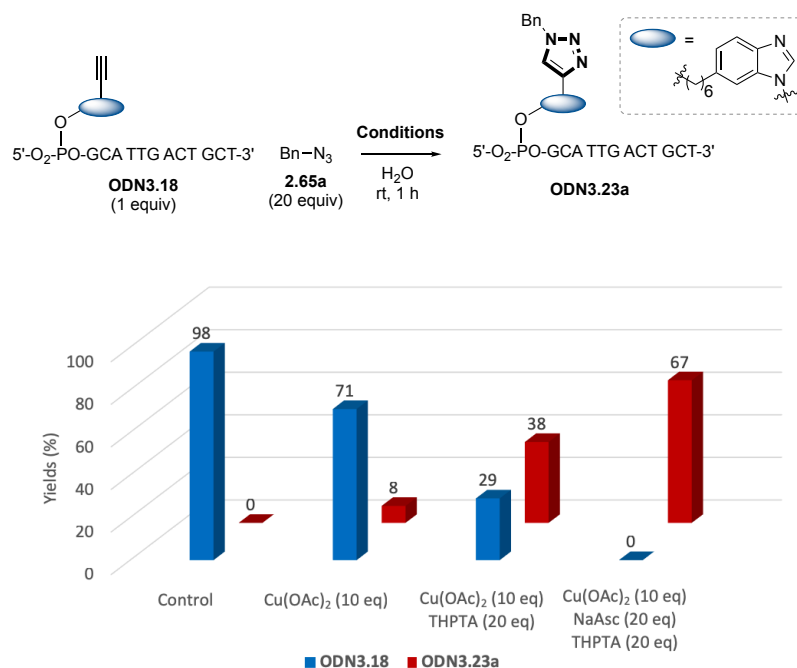 Bn
N
N
N
=
N
N
6
O
O
5'-O₂-PO-GCA TTG ACT GCT-3'
ODN3.18
(1 equiv)
Bn–N₃
2.65a
(20 equiv)
Conditions
H₂O
rt, 1 h
5'-O₂-PO-GCA TTG ACT GCT-3'
ODN3.23a
Yields (%)
100
80
60
40
20
0
98
0
71
8
29
38
0
67
Control
Cu(OAc)₂ (10 eq)
Cu(OAc)₂ (10 eq)
THPTA (20 eq)
Cu(OAc)₂ (10 eq)
NaAsc (20 eq)
THPTA (20 eq)
ODN3.18
ODN3.23a